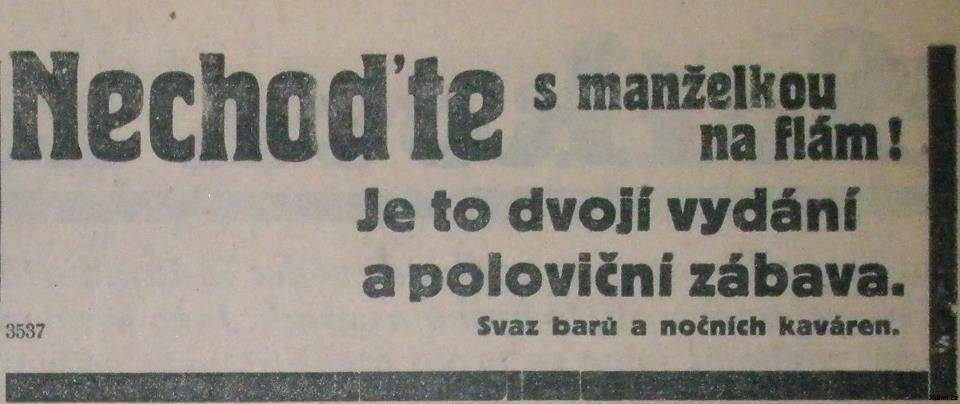 Nechoďte s manželkou
na flám!
Je to dvojí vydání
a poloviční zábava.
Svaz barů a nočních kaváren.
3537